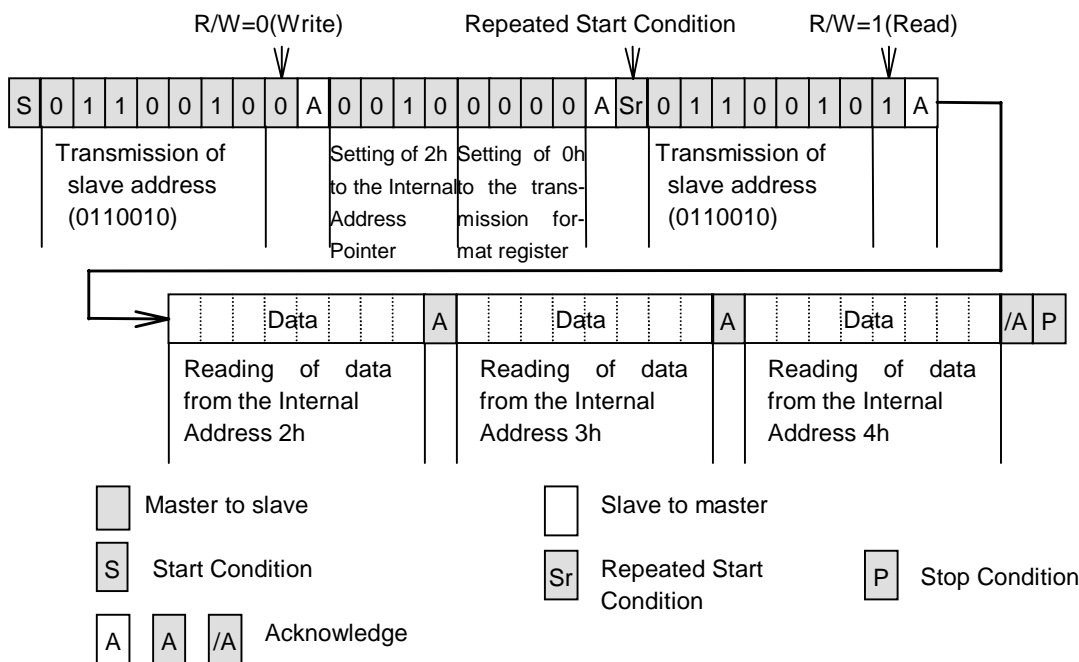 R/W=0(Write) Repeated Start Condition R/W=1(Read)
S 0 1 1 0 0 1 0 0 A 0 0 1 0 0 0 0 0 A Sr 0 1 1 0 0 1 0 1 A
Transmission of
slave address
(0110010)
Setting of 2h
to the Internal
Address
Pointer
Setting of 0h
to the trans-
mission for-
mat register
Transmission of
slave address
(0110010)
Data A Data A Data /A P
Reading of data
from the Internal
Address 2h
Reading of data
from the Internal
Address 3h
Reading of data
from the Internal
Address 4h
Master to slave
Slave to master
S Start Condition
Sr Repeated Start
Condition
P Stop Condition
A A /A Acknowledge